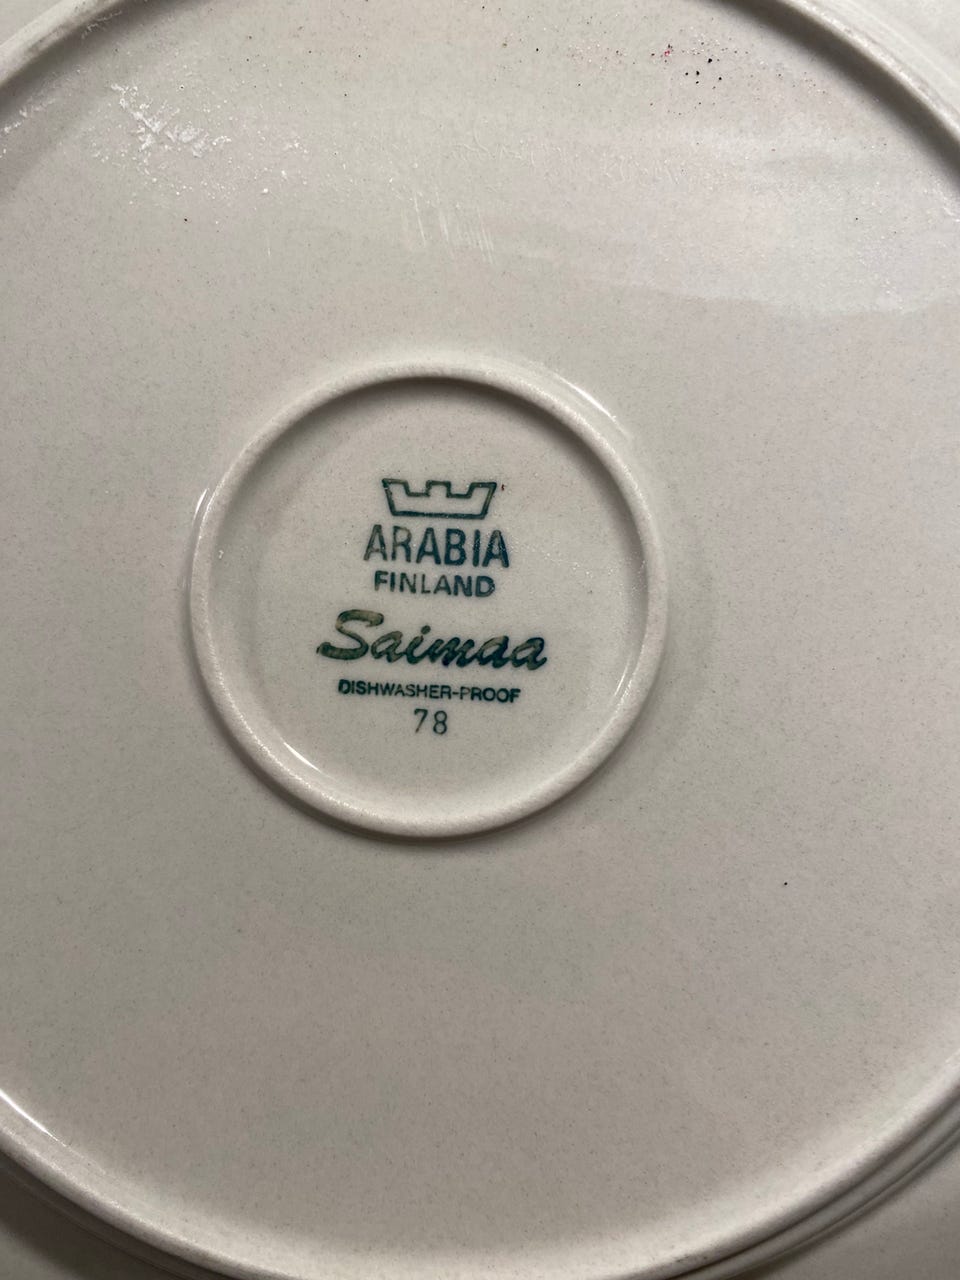 ARABIA
FINLAND
Saimaa
DISHWASHER-PROOF
78